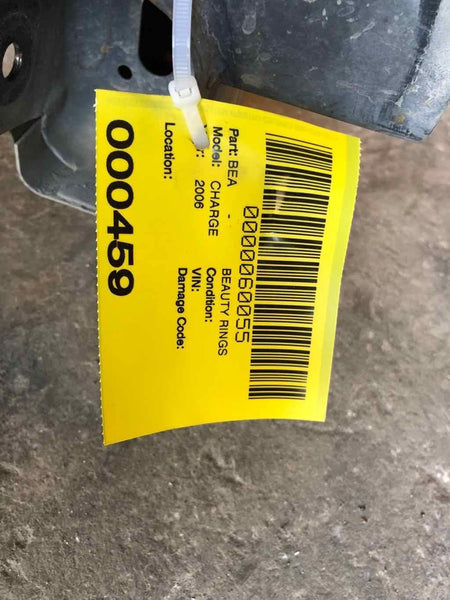 0000060055
Part: BEA - BEAUTY RINGS
Model: CHARGE Condition:
2006 VIN:
Location: Damage Code:
000459